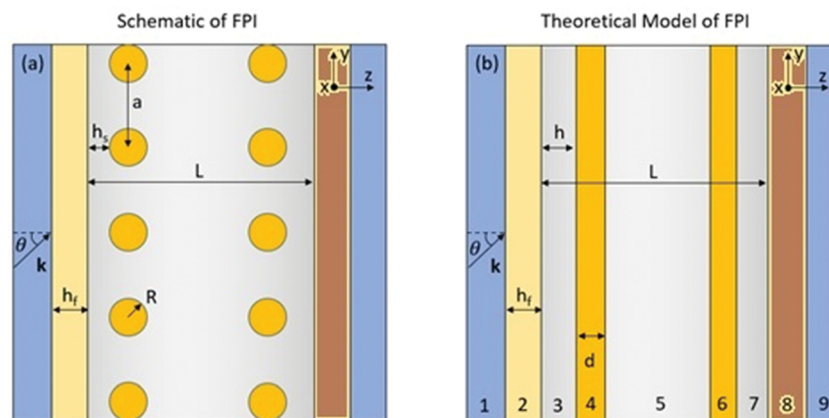 Schematic of FPI
(a)
y
x
z
a
h_s
L
θ
k
h_f
R
Theoretical Model of FPI
(b)
y
x
z
h
L
θ
k
h_f
d
1 2 3 4 5 6 7 8 9